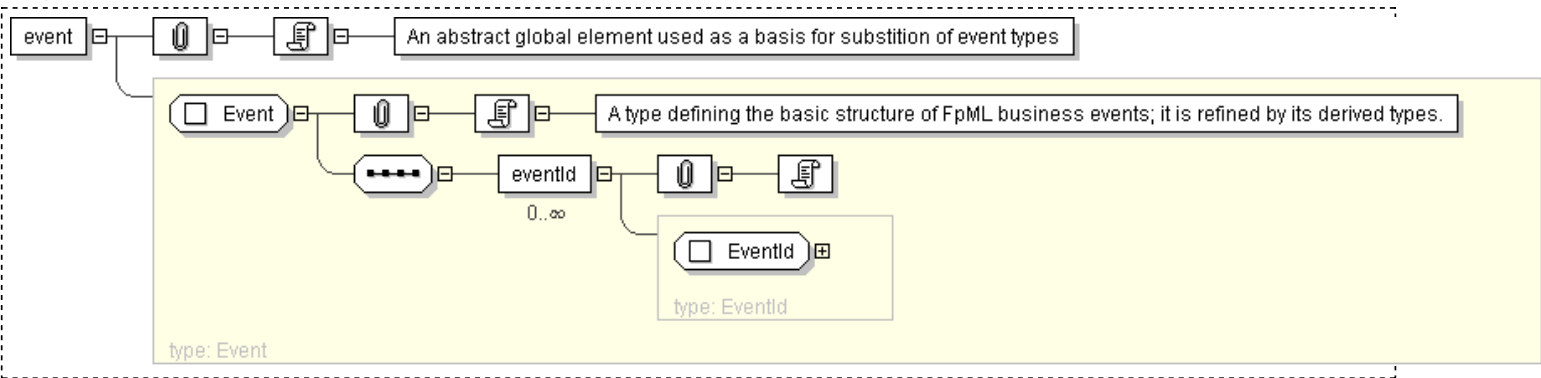 event
An abstract global element used as a basis for substition of event types
Event
A type defining the basic structure of FpML business events; it is refined by its derived types.
eventId
0..∞
EventId
type: EventId
type: Event